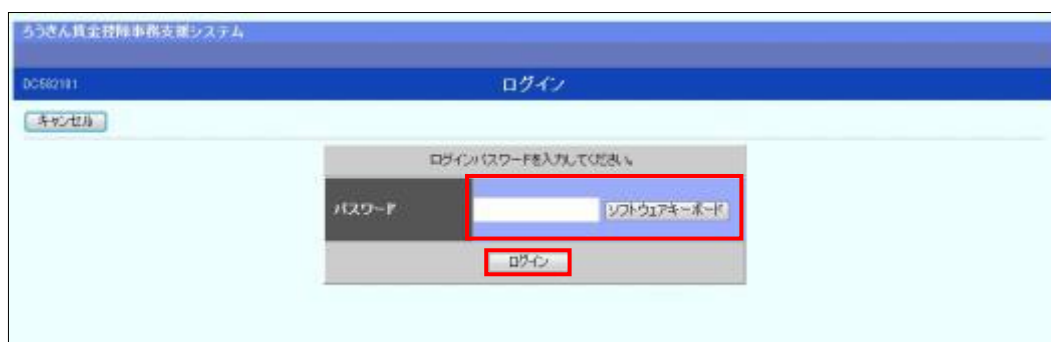 ろうきん賃金控除事務支援システム
DC582101 ログイン
キャンセル
ログインパスワードを入力してください。
パスワード ソフトウェアキーボード
ログイン